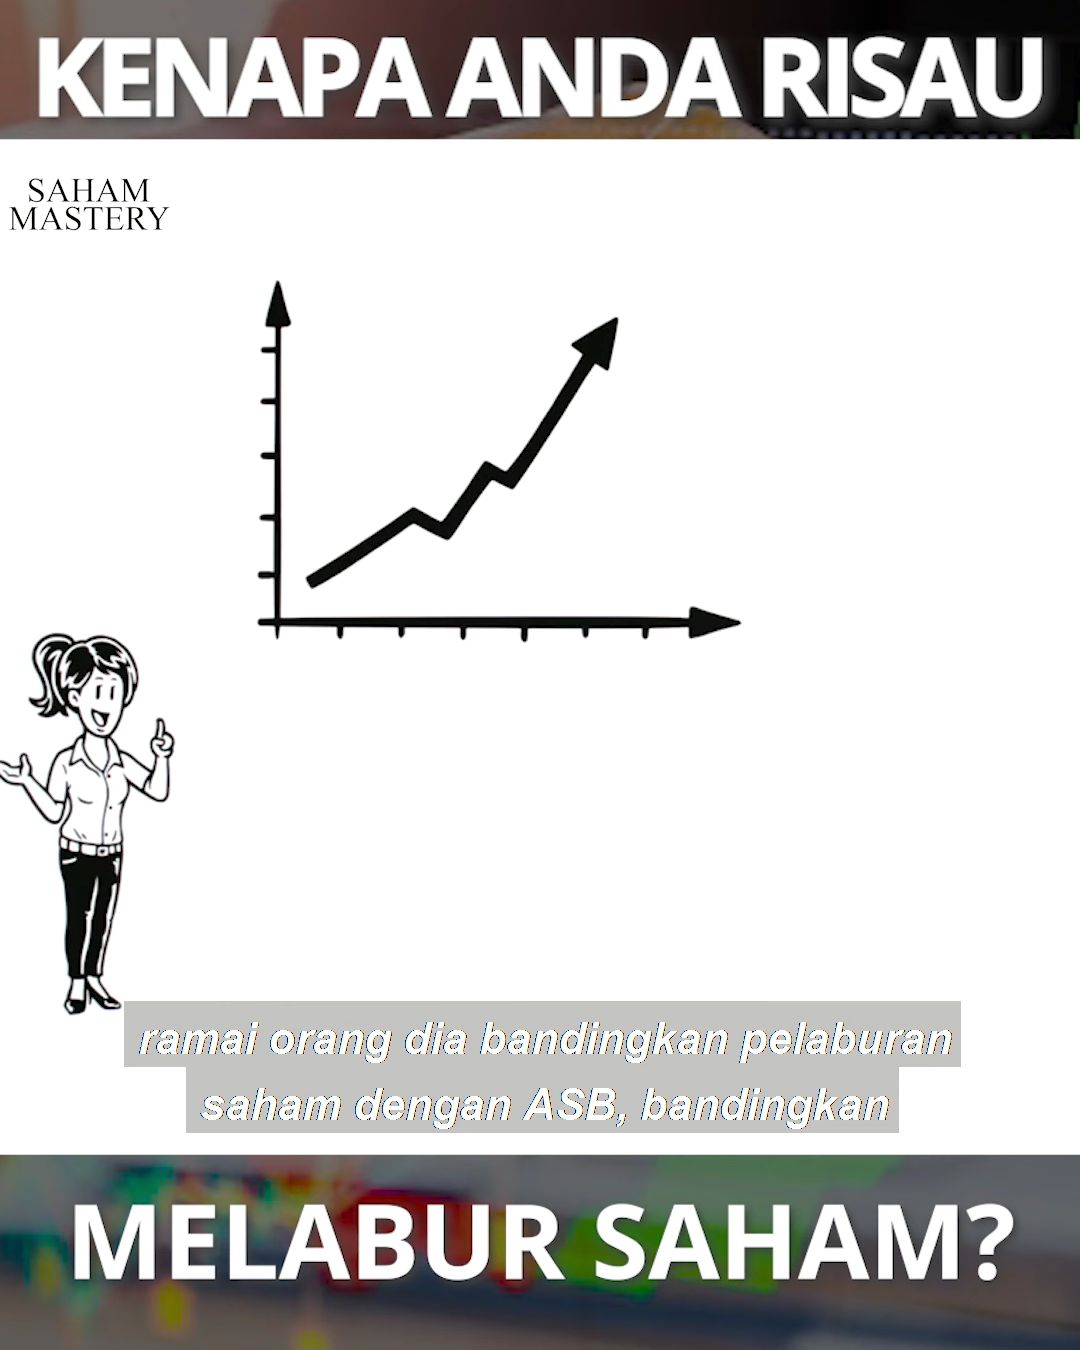 KENAPA ANDA RISAU
SAHAM
MASTERY
ramai orang dia bandingkan pelaburan
saham dengan ASB, bandingkan
MELABUR SAHAM?